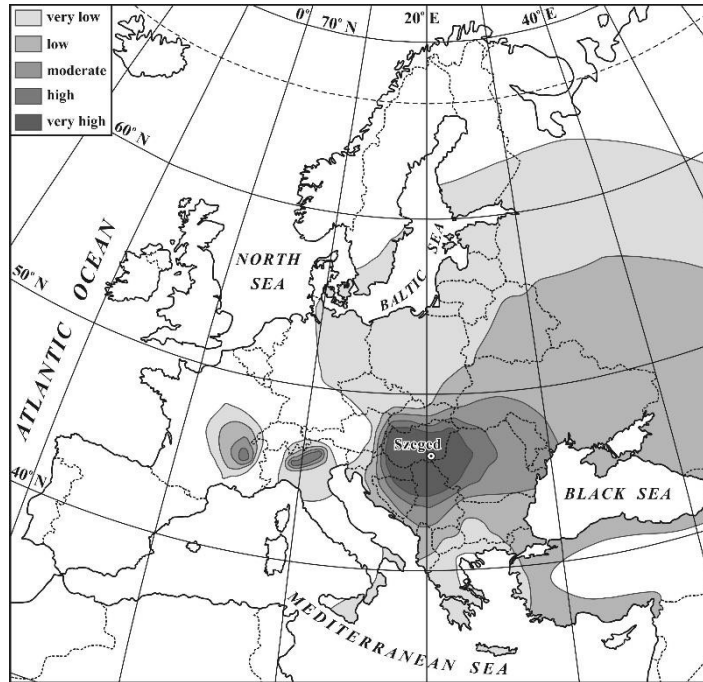 very low
low
moderate
high
very high
0°
70° N
20° E
40° E
60° N
50° N
40° N
ATLANTIC OCEAN
NORTH
SEA
BALTIC SEA
Szeged
BLACK SEA
MEDITERRANEAN SEA